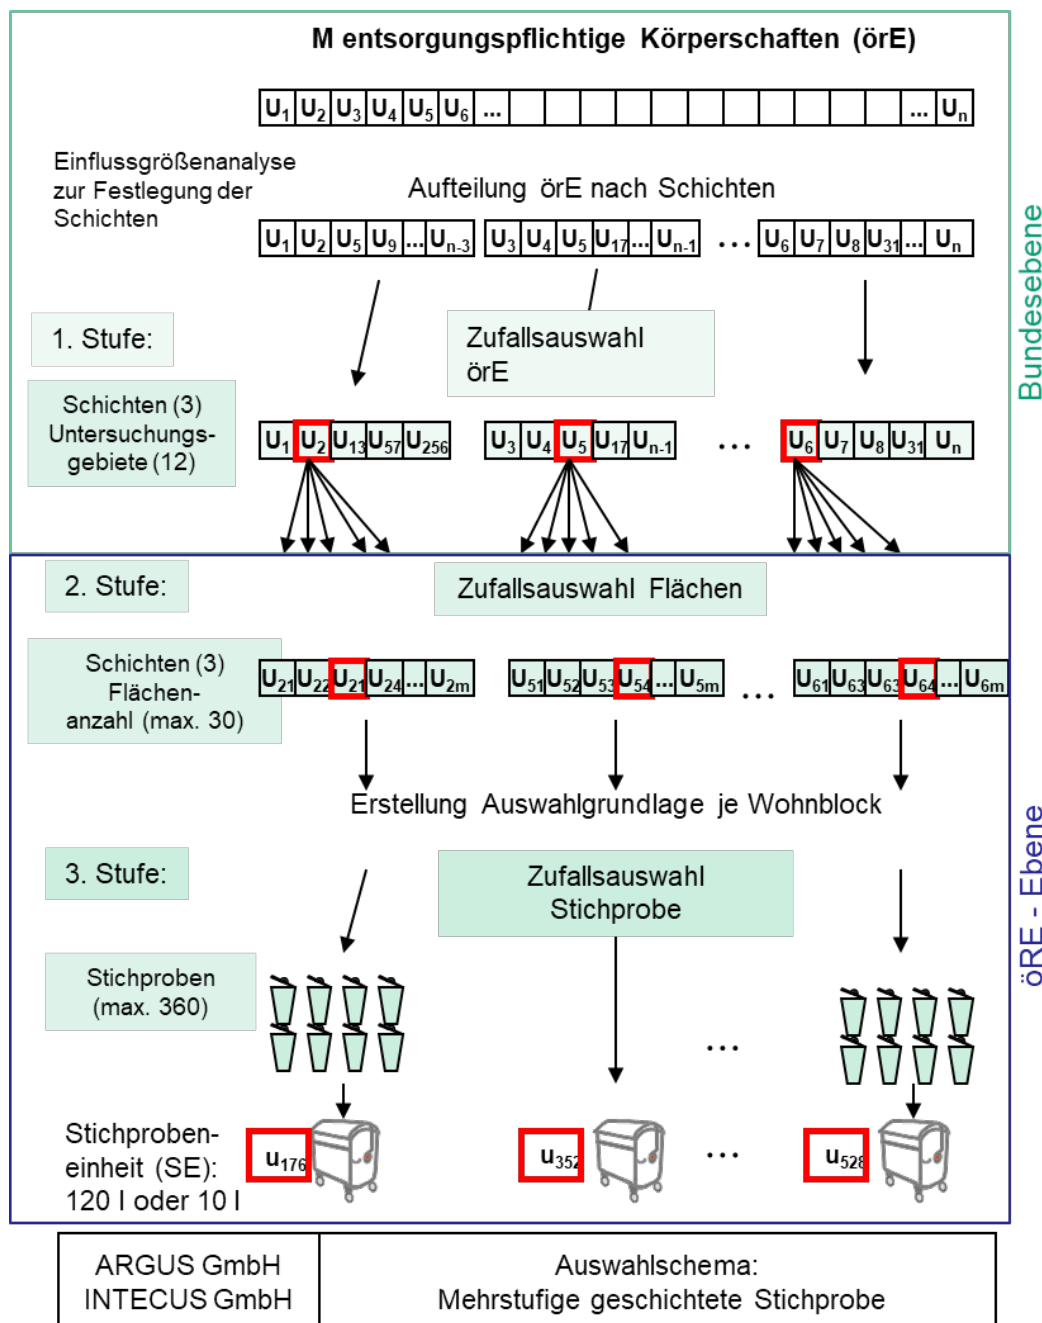 M entsorgungspflichtige Körperschaften (örE)
U1 U2 U3 U4 U5 U6 ... ... Un
Einflussgrößenanalyse
zur Festlegung der
Schichten
Aufteilung örE nach Schichten
U1 U2 U5 U9 ... Un-3 U3 U4 U5 U17 ... Un-1 ... U6 U7 U8 U31 ... Un
1. Stufe:
Zufallsauswahl
örE
Schichten (3)
Untersuchungs-
gebiete (12)
U1 U2 U13 U57 U256 U3 U4 U5 U17 Un-1 ... U6 U7 U8 U31 Un
Bundesebene
2. Stufe:
Zufallsauswahl Flächen
Schichten (3)
Flächen-
anzahl (max. 30)
U21 U22 U21 U24 ... U2m U51 U52 U53 U54 ... U5m ... U61 U63 U63 U64 ... U6m
Erstellung Auswahlgrundlage je Wohnblock
3. Stufe:
Zufallsauswahl
Stichprobe
Stichproben
(max. 360)
...
Stichproben-
einheit (SE):
120 l oder 10 l
u176 u352 ... u528
öRE - Ebene
ARGUS GmbH
INTECUS GmbH
Auswahlschema:
Mehrstufige geschichtete Stichprobe